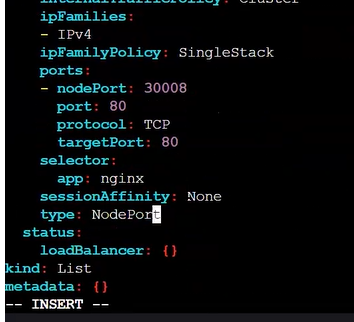 internalTrafficPolicy: Cluster
ipFamilies:
- IPv4
ipFamilyPolicy: SingleStack
ports:
- nodePort: 30008
port: 80
protocol: TCP
targetPort: 80
selector:
app: nginx
sessionAffinity: None
type: NodePort
status:
loadBalancer: {}
kind: List
metadata: {}
-- INSERT --